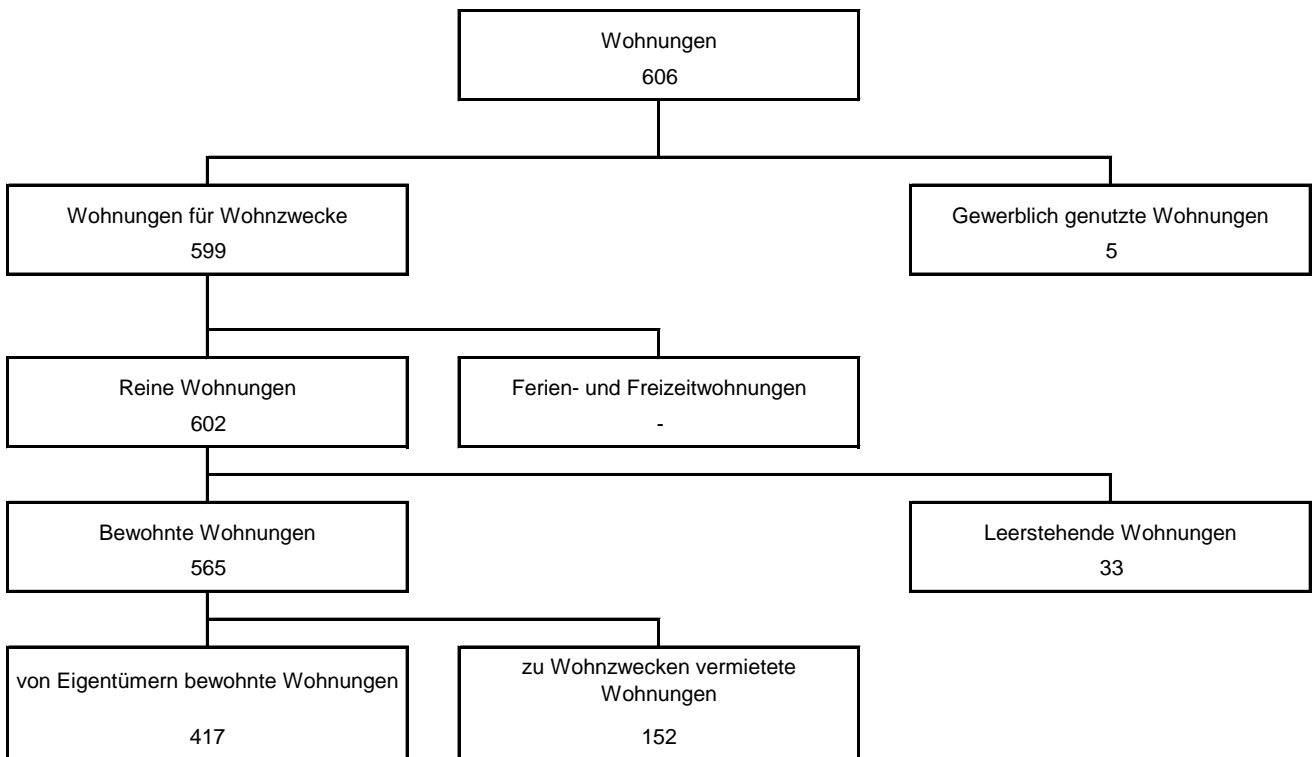 Wohnungen
606
Wohnungen für Wohnzwecke
599
Gewerblich genutzte Wohnungen
5
Reine Wohnungen
602
Ferien- und Freizeitwohnungen
-
Bewohnte Wohnungen
565
Leerstehende Wohnungen
33
von Eigentümern bewohnte Wohnungen
417
zu Wohnzwecken vermietete
Wohnungen
152